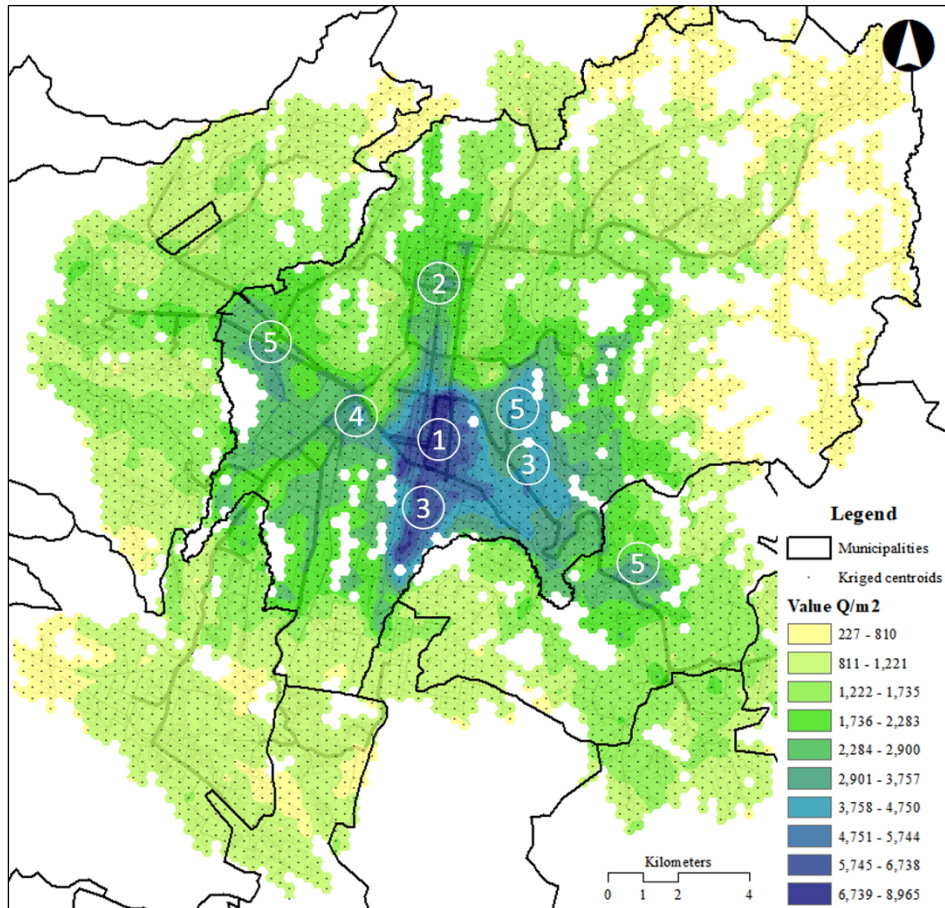 2
5
4
5
1
3
3
5
Legend
Municipalities
Kriged centroids
Value Q/m2
227 - 810
811 - 1,221
1,222 - 1,735
1,736 - 2,283
2,284 - 2,900
2,901 - 3,757
3,758 - 4,750
4,751 - 5,744
5,745 - 6,738
6,739 - 8,965
Kilometers
0 1 2 4